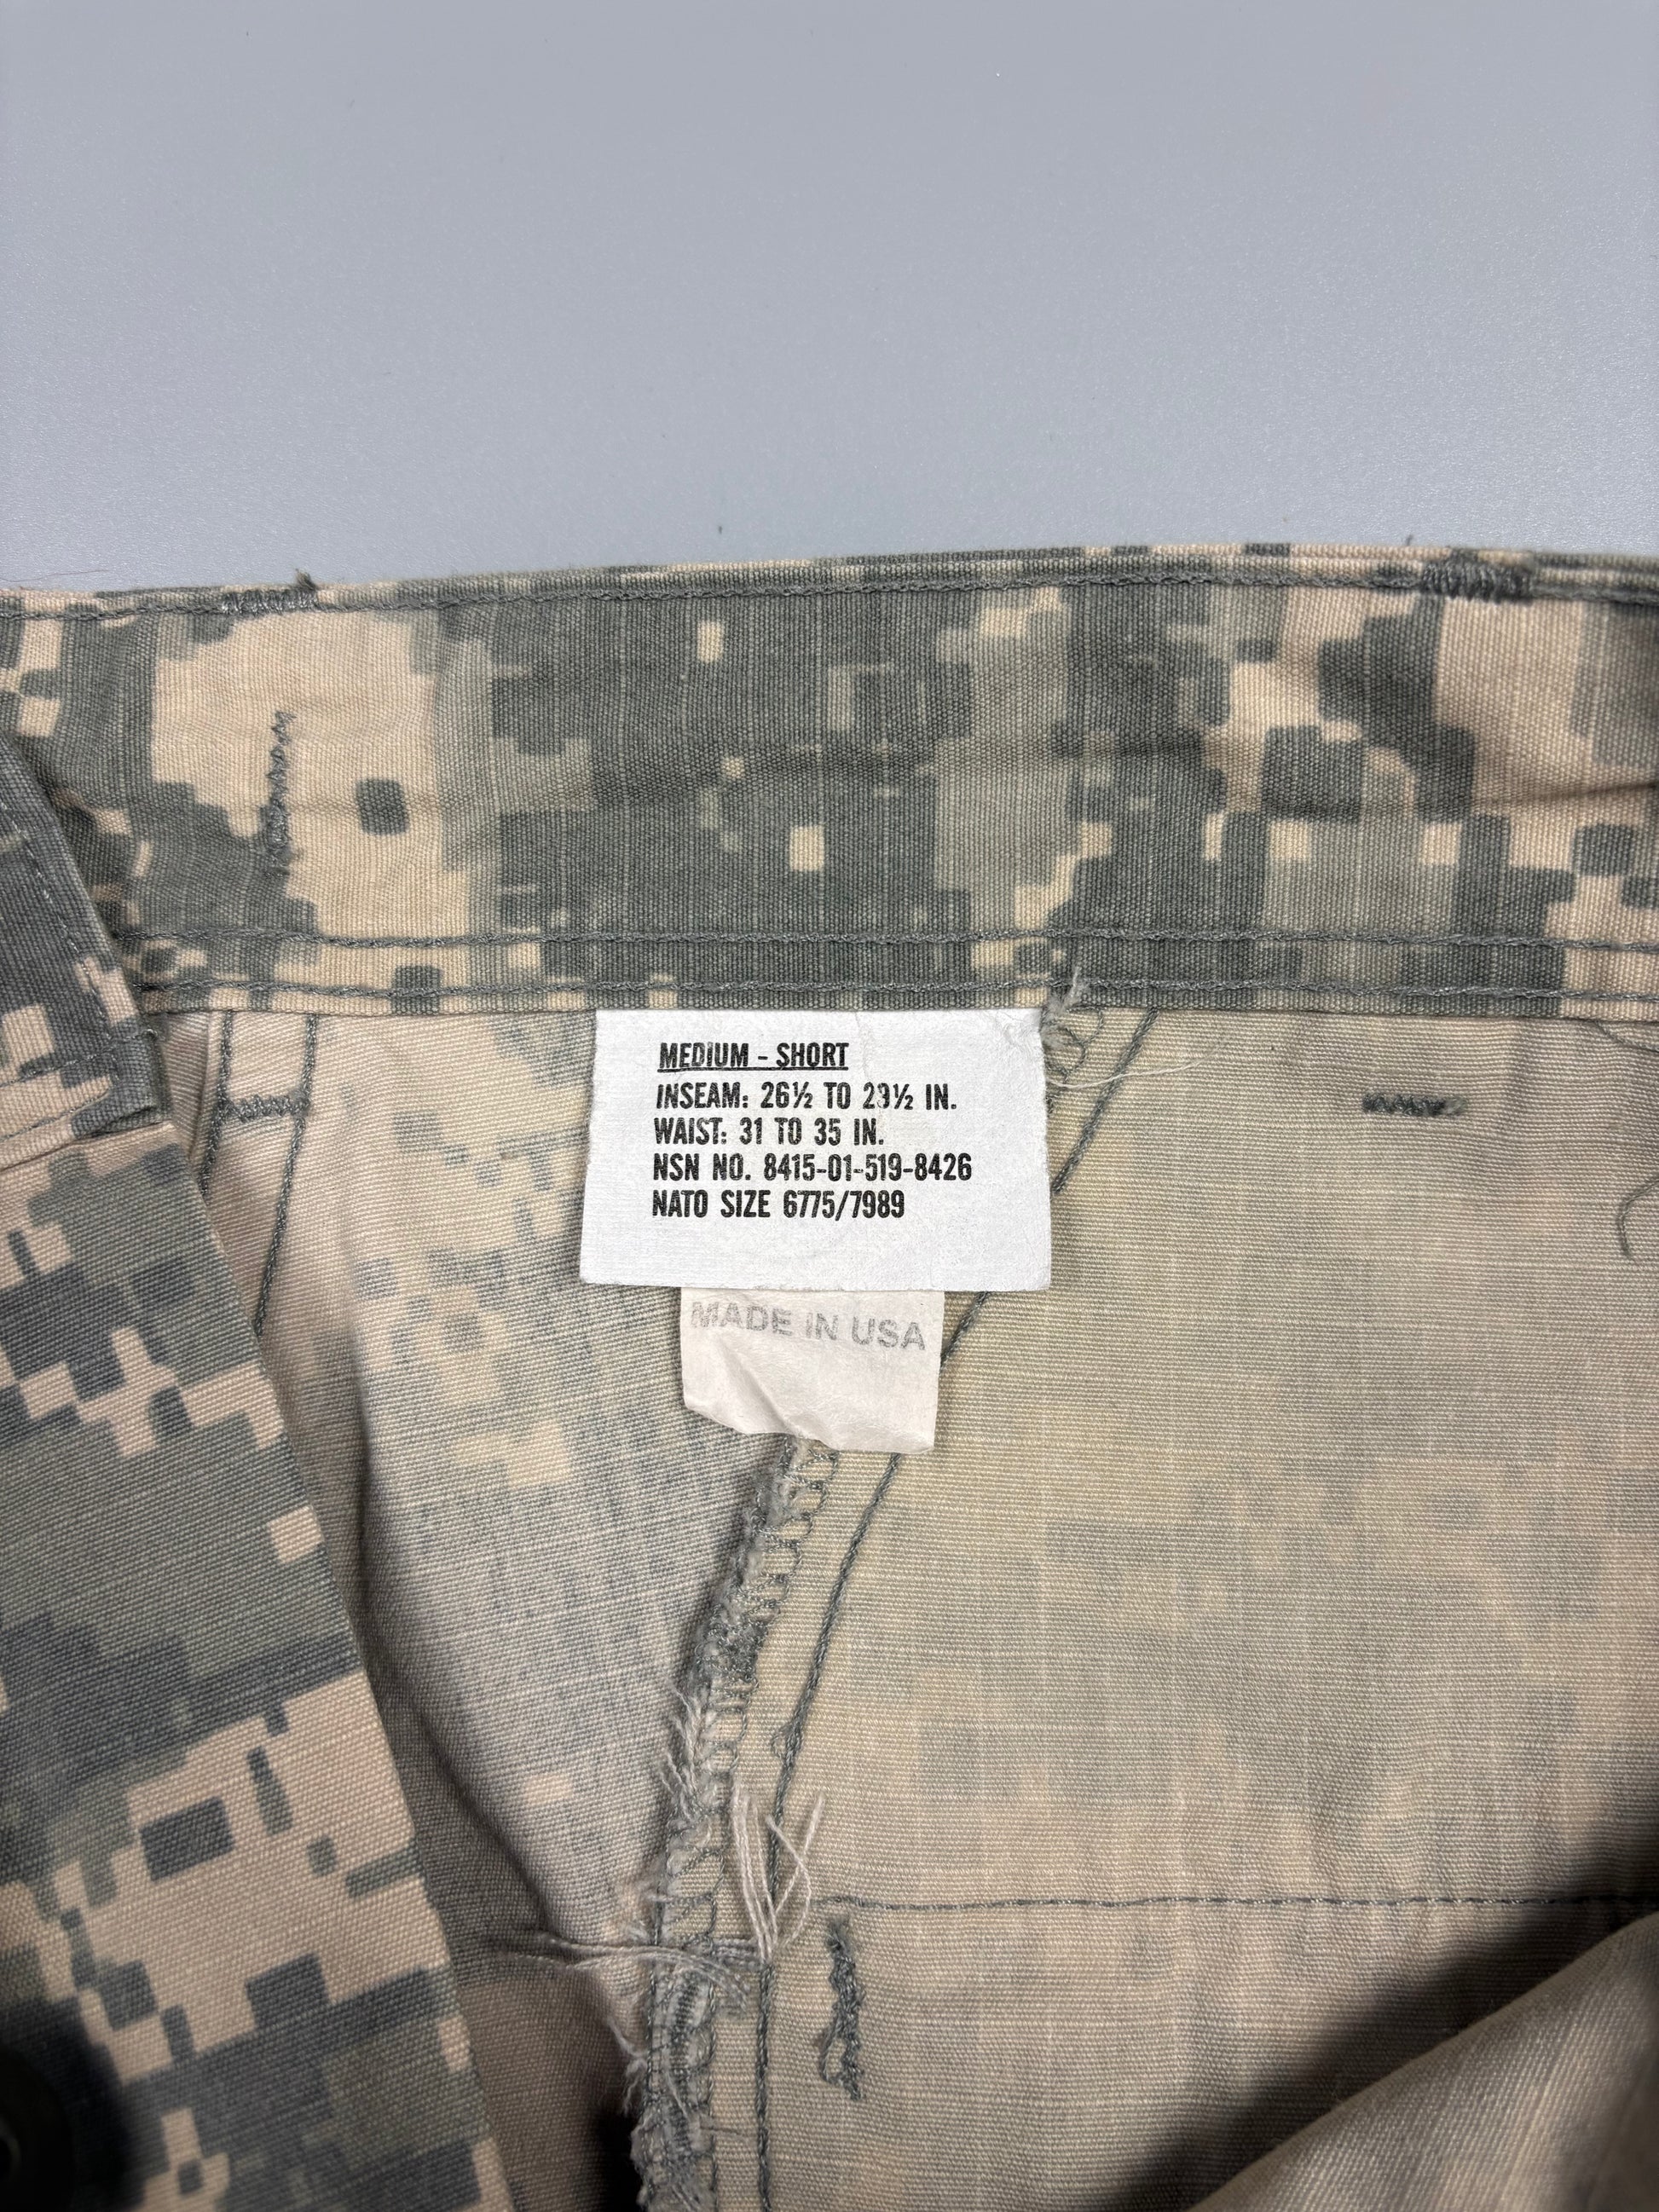 MEDIUM - SHORT
INSEAM: 26½ TO 29½ IN.
WAIST: 31 TO 35 IN.
NSN NO. 8415-01-519-8426
NATO SIZE 6775/7989
MADE IN USA